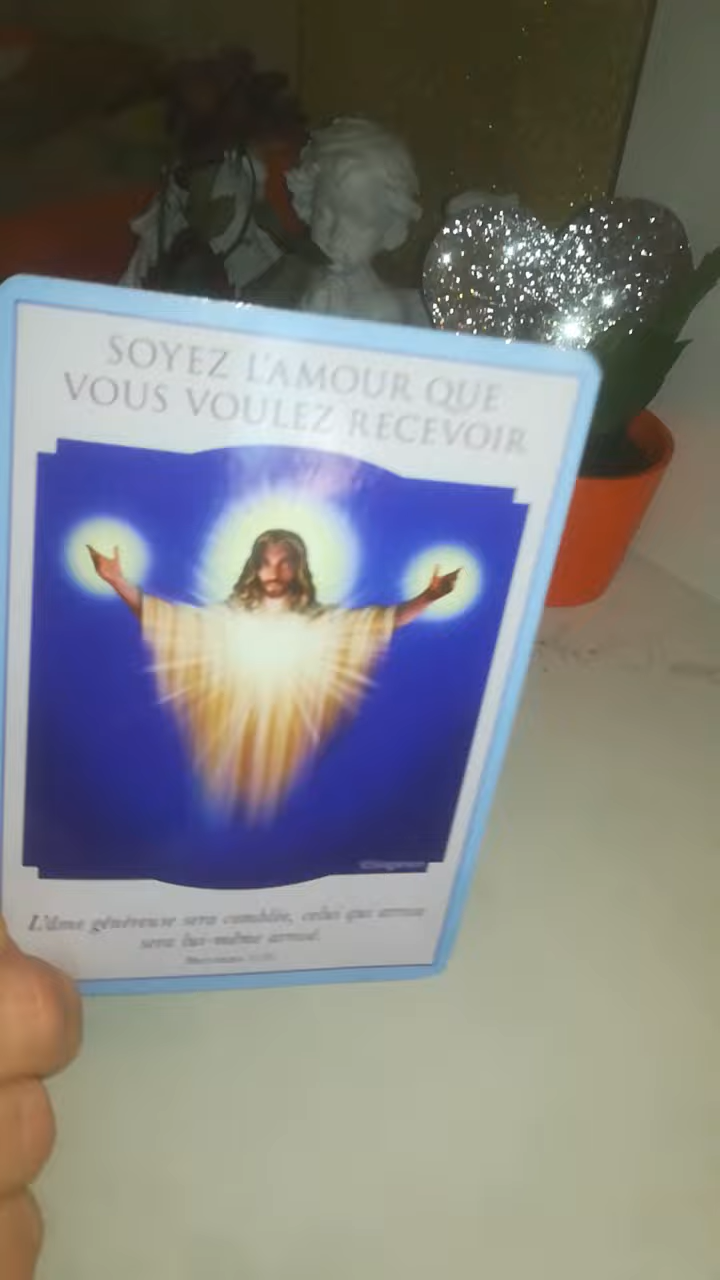 SOYEZ L'AMOUR QUE
VOUS VOULEZ RECEVOIR
L'âme généreuse sera comblée, celui qui arrose
sera lui-même arrosé.